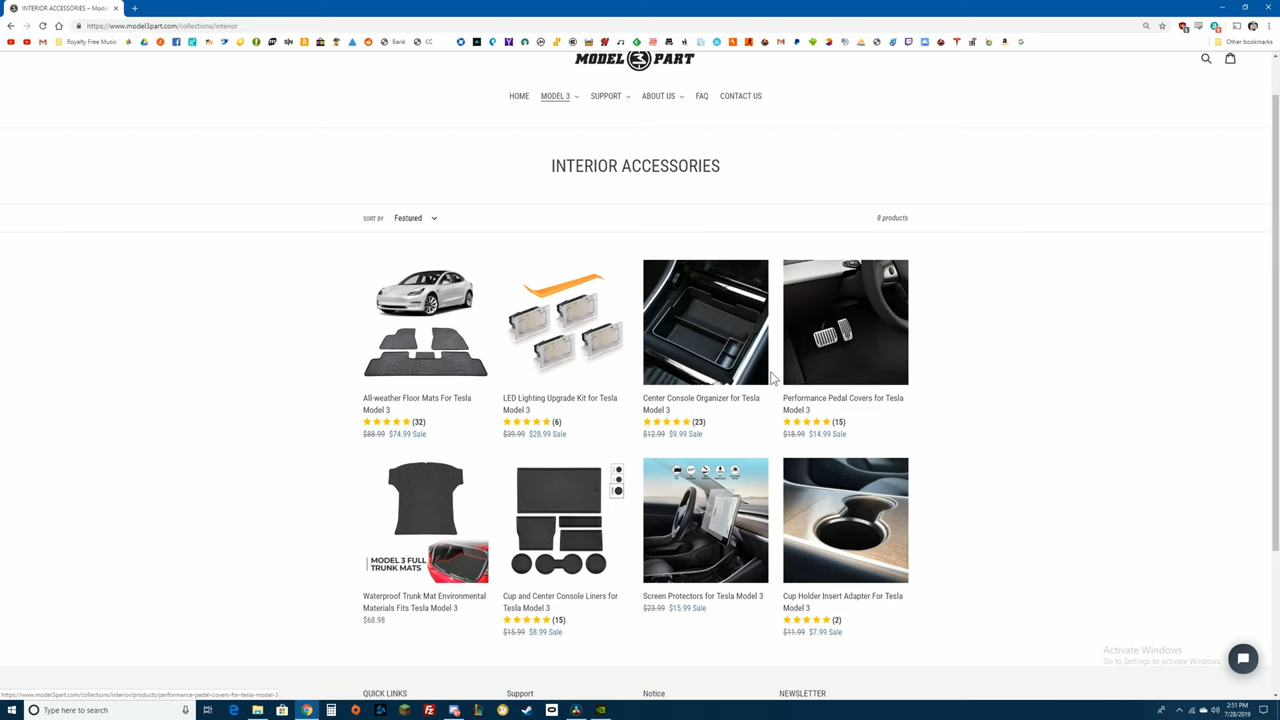 INTERIOR ACCESSORIES – Mode
https://www.model3part.com/collections/interior
Royalty Free Music
Bank
CC
Other bookmarks
MODEL 3 PART
HOME MODEL 3 SUPPORT ABOUT US FAQ CONTACT US
INTERIOR ACCESSORIES
SORT BY Featured 8 products
All-weather Floor Mats For Tesla
Model 3
(32)
$88.99 $74.99 Sale
LED Lighting Upgrade Kit for Tesla
Model 3
(6)
$39.99 $28.99 Sale
Center Console Organizer for Tesla
Model 3
(23)
$12.99 $9.99 Sale
Performance Pedal Covers for Tesla
Model 3
(15)
$18.99 $14.99 Sale
MODEL 3 FULL
TRUNK MATS
Waterproof Trunk Mat Environmental
Materials Fits Tesla Model 3
$68.98
Cup and Center Console Liners for
Tesla Model 3
(15)
$15.99 $8.99 Sale
Screen Protectors for Tesla Model 3
$23.99 $15.99 Sale
Cup Holder Insert Adapter For Tesla
Model 3
(2)
$11.99 $7.99 Sale
Activate Windows
Go to Settings to activate Windows.
https://www.model3part.com/collections/interior/products/performance-pedal-covers-for-tesla-model-3
QUICK LINKS Support Notice NEWSLETTER
Type here to search
2:51 PM
7/28/2019